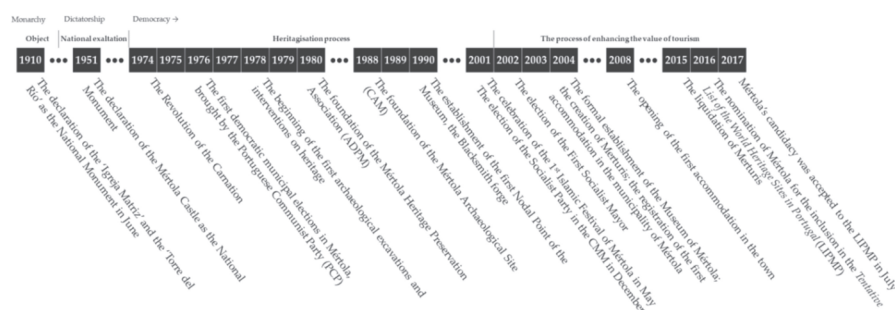 Monarchy Dictatorship Democracy →
Object National exaltation Heritagisation process The process of enhancing the value of tourism
1910 ••• 1951 ••• 1974 1975 1976 1977 1978 1979 1980 ••• 1988 1989 1990 ••• 2001 2002 2003 2004 ••• 2008 ••• 2015 2016 2017
The declaration of the 'Igreja Matriz' and the 'Torre del
Rio' as the National Monument in June
The declaration of the Mértola Castle as the National
Monument
The Revolution of the Carnation
The first democratic municipal elections in Mértola,
brought by the Portuguese Communist Party (PCP)
The beginning of the first archaeological excavations and
interventions on heritage
The foundation of the Mértola Heritage Preservation
Association (ADPM)
The foundation of the Mértola Archaeological Site
(CAM)
The establishment of the first Nodal Point of the
Museum, the Blacksmith forge
The election of the Socialist Party in the CMM in December
The celebration of the 1st Islamic Festival of Mértola in May
The election of the First Socialist Mayor
The formal establishment of the Museum of Mértola;
the creation of Merturis; the registration of the first
accommodation in the municipality of Mértola
The opening of the first accommodation in the town
The liquidation of Merturis
The nomination of Mértola for the inclusion in the Tentative
List of the World Heritage Sites in Portugal (LIPMP)
Mértola's candidacy was accepted to the LIPMP in July